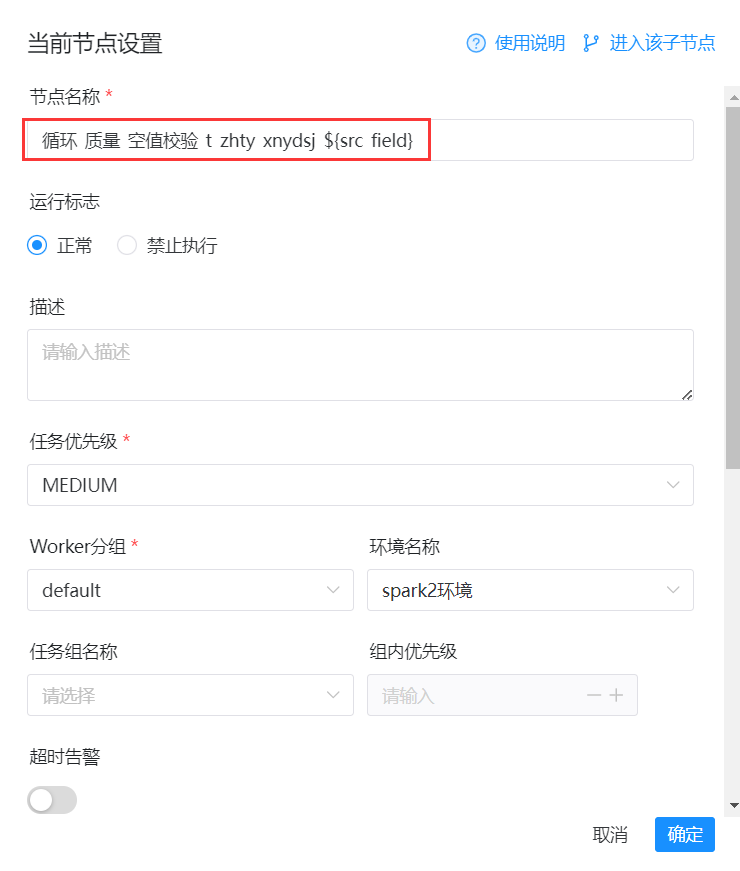 当前节点设置 使用说明 进入该子节点
节点名称 *
循环 质量 空值校验 t zhty xnydsj ${src field}
运行标志
正常 禁止执行
描述
请输入描述
任务优先级 *
MEDIUM
Worker分组 * 环境名称
default spark2环境
任务组名称 组内优先级
请选择 请输入
超时告警
取消 确定